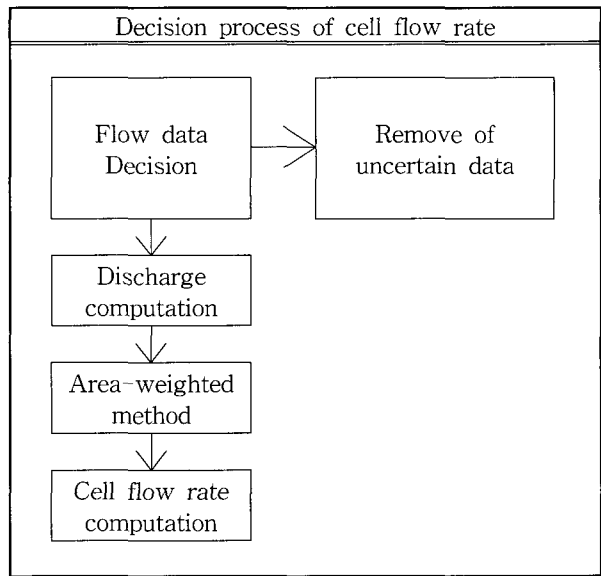 Decision process of cell flow rate
Flow data
Decision
Remove of
uncertain data
Discharge
computation
Area-weighted
method
Cell flow rate
computation